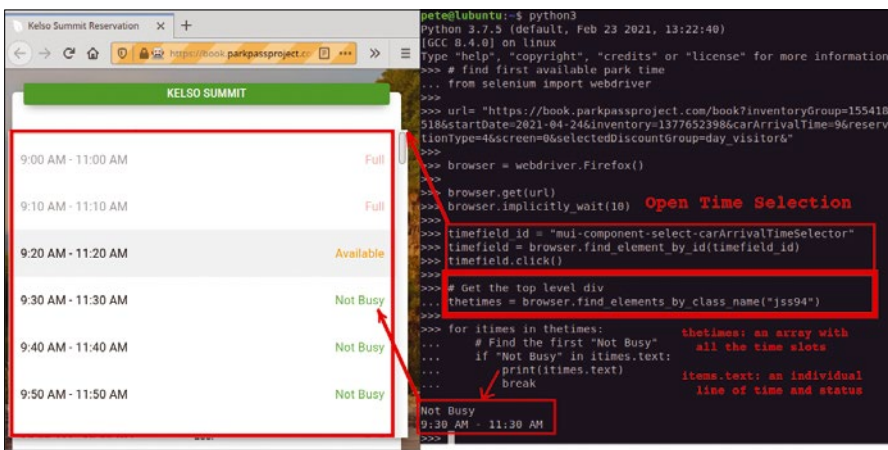 Kelso Summit Reservation
https://book.parkpassproject.cc
KELSO SUMMIT
9:00 AM - 11:00 AM Full
9:10 AM - 11:10 AM Full
9:20 AM - 11:20 AM Available
9:30 AM - 11:30 AM Not Busy
9:40 AM - 11:40 AM Not Busy
9:50 AM - 11:50 AM Not Busy
pete@lubuntu:~$ python3
Python 3.7.5 (default, Feb 23 2021, 13:22:40)
[GCC 8.4.0] on linux
Type "help", "copyright", "credits" or "license" for more information
>>> # find first available park time
... from selenium import webdriver
>>>
>>> url= "https://book.parkpassproject.com/book?inventoryGroup=155418
518&startDate=2021-04-24&inventory=1377652398&carArrivalTime=9&reserv
tionType=4&screen=0&selectedDiscountGroup=day_visitor&"
>>>
>>> browser = webdriver.Firefox()
>>>
>>> browser.get(url)
>>> browser.implicitly_wait(10)
Open Time Selection
>>>
>>> timefield_id = "mui-component-select-carArrivalTimeSelector"
>>> timefield = browser.find_element_by_id(timefield_id)
>>> timefield.click()
>>>
>>> # Get the top level div
... thetimes = browser.find_elements_by_class_name("jss94")
>>>
>>> for itimes in thetimes:
... # Find the first "Not Busy"
... if "Not Busy" in itimes.text:
... print(itimes.text)
... break
...
thetimes: an array with
all the time slots
items.text: an individual
line of time and status
Not Busy
9:30 AM - 11:30 AM
>>>